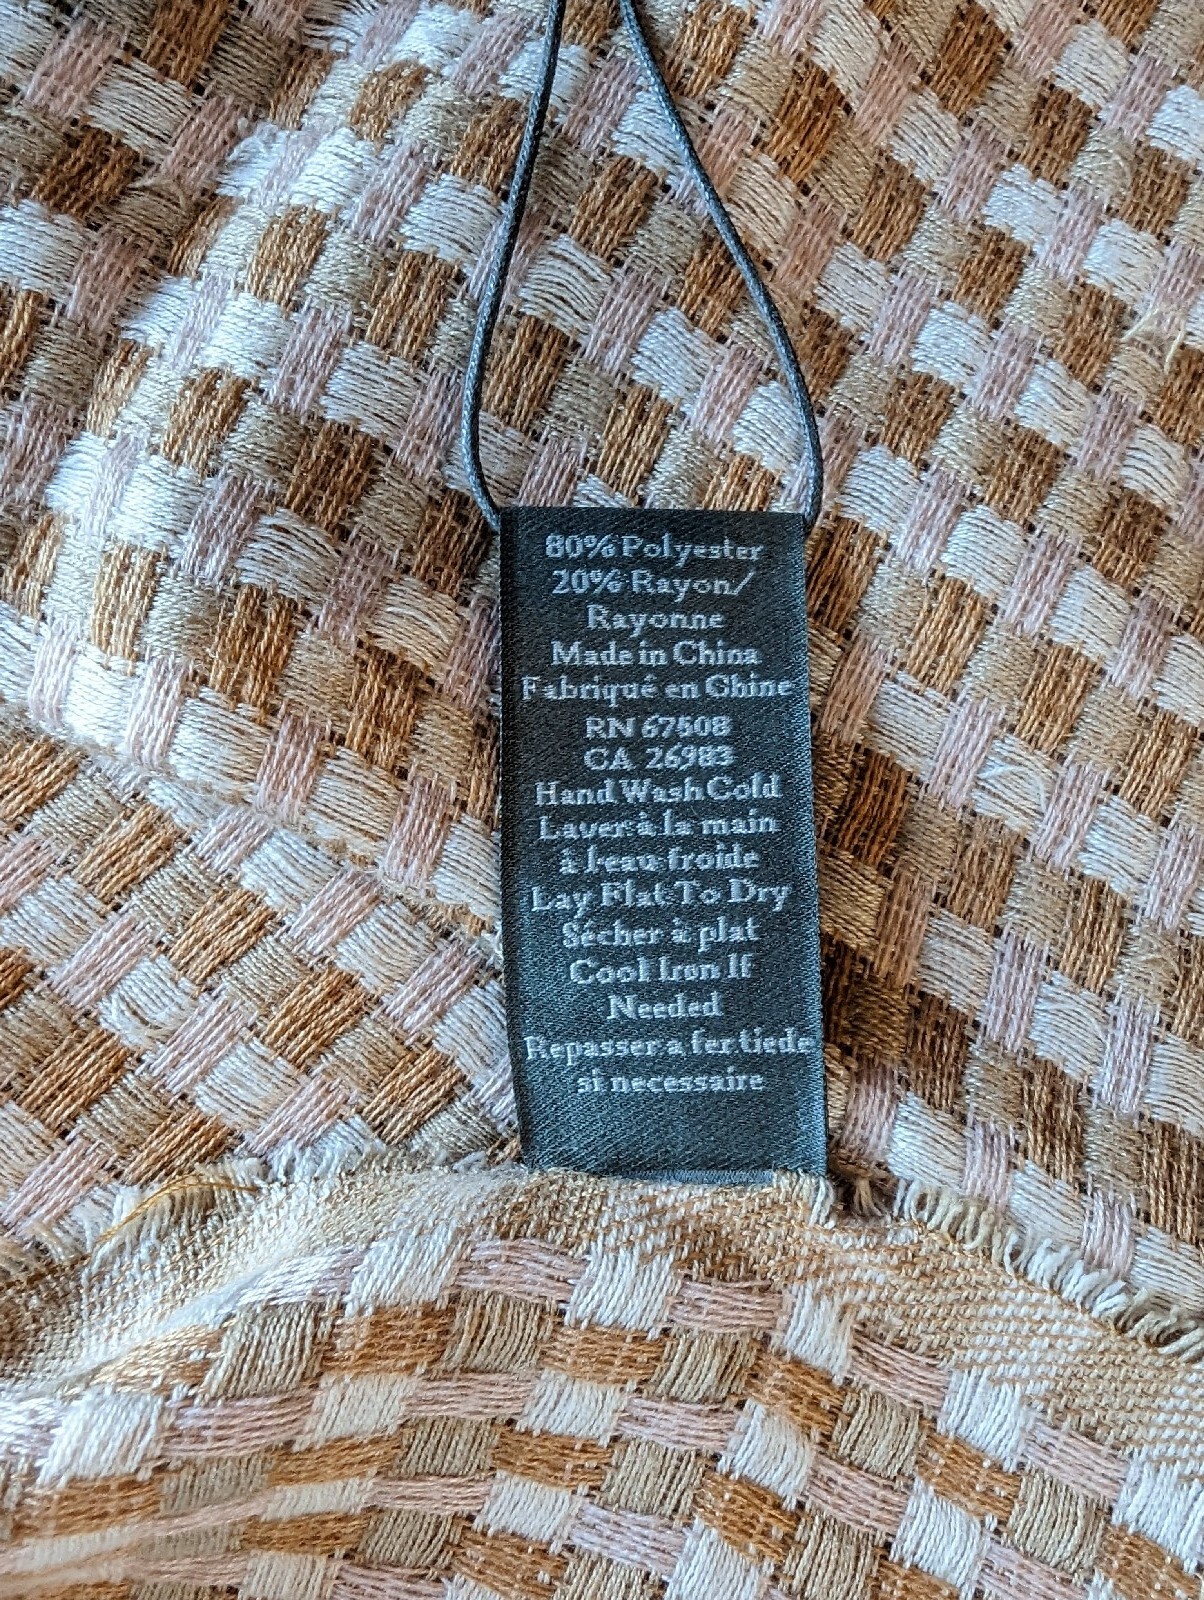 80% Polyester
20% Rayon/
Rayonne
Made in China
Fabriqué en Chine
RN 67508
CA 26983
Hand Wash Cold
Laver à la main
à l'eau froide
Lay Flat To Dry
Sécher à plat
Cool Iron If
Needed
Repasser a fer tiede
si necessaire